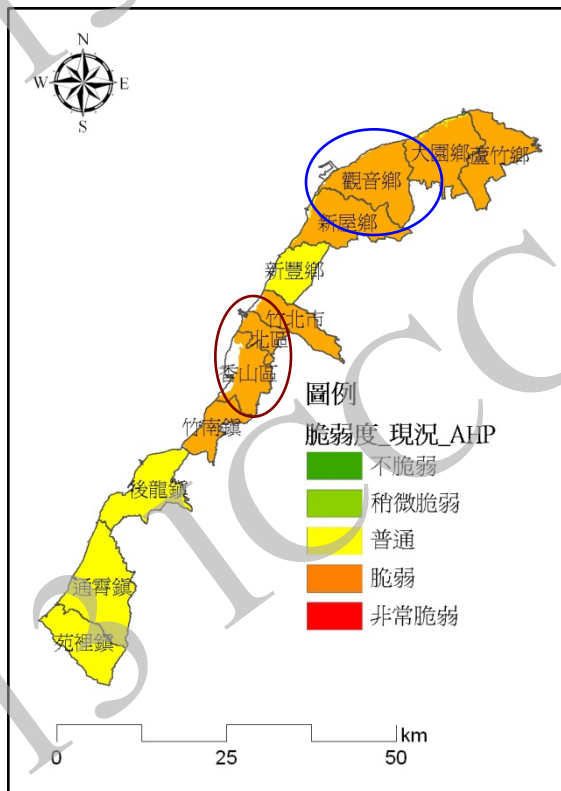 N
W E
S
大園鄉
蘆竹鄉
觀音鄉
新屋鄉
新豐鄉
竹北市
北區
香山區
竹南鎮
後龍鎮
通霄鎮
苑裡鎮
圖例
脆弱度_現況_AHP
不脆弱
稍微脆弱
普通
脆弱
非常脆弱
km
0 25 50